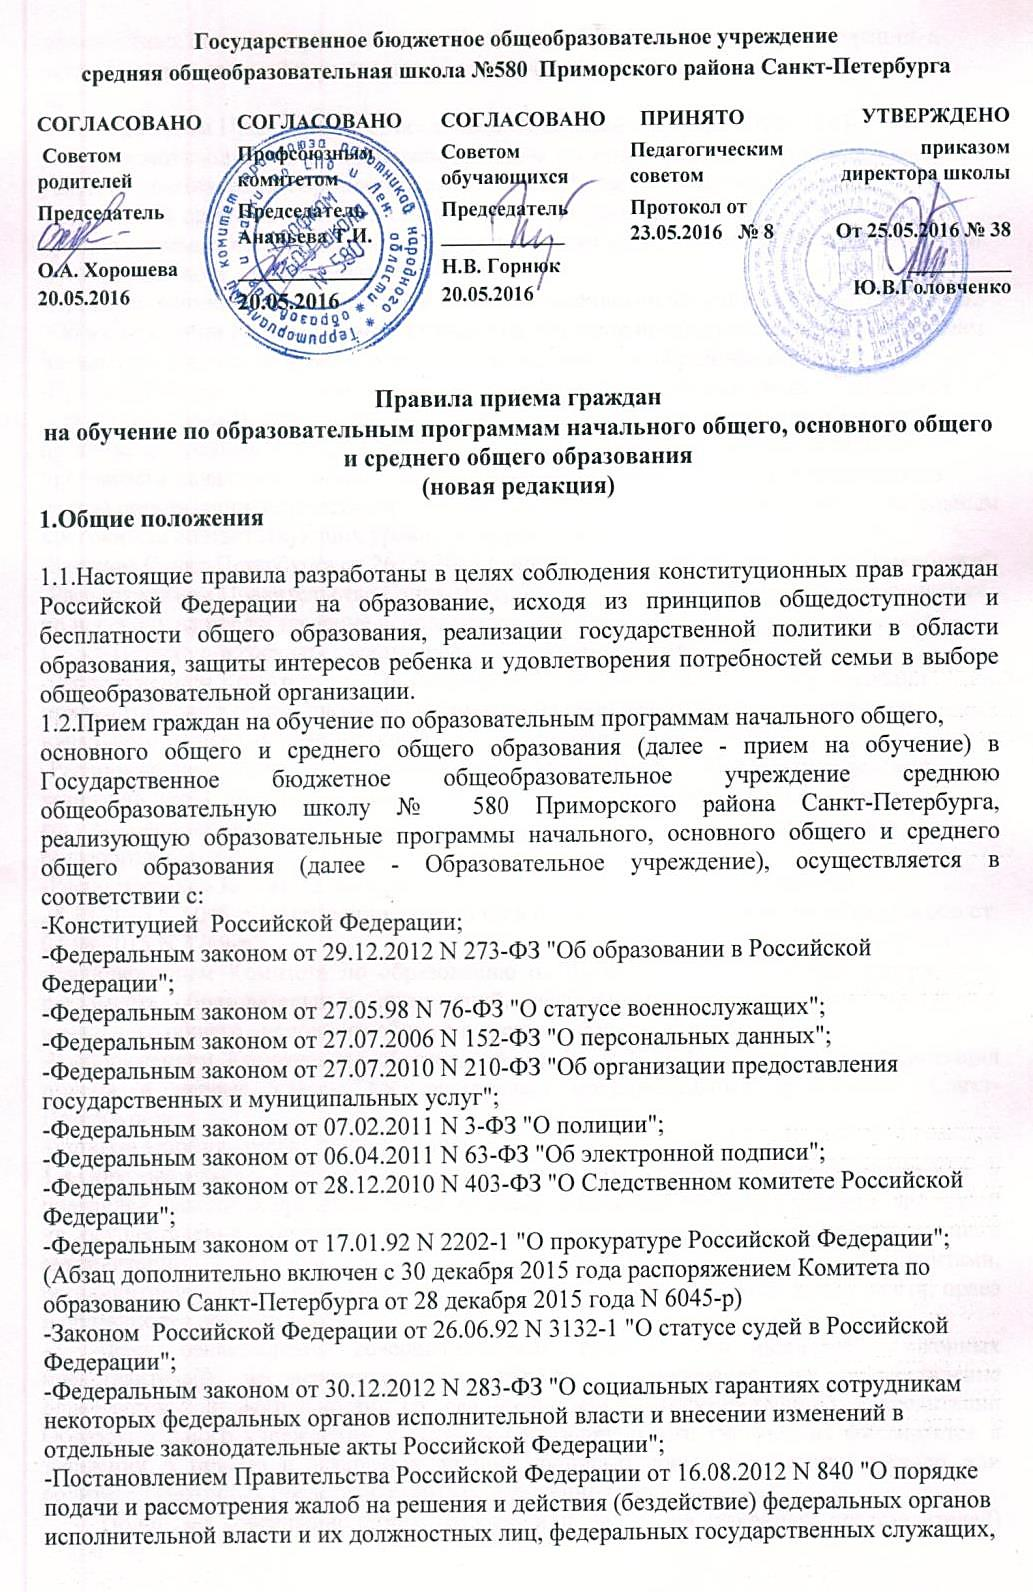 Государственное бюджетное общеобразовательное учреждение
средняя общеобразовательная школа №580 Приморского района Санкт-Петербурга
СОГЛАСОВАНО
Советом
родителей
Председатель
О.А. Хорошева
20.05.2016
СОГЛАСОВАНО
Профсоюзным
комитетом
Председатель
Ананьева Т.И.
20.05.2016
СОГЛАСОВАНО
Советом
обучающихся
Председатель
Н.В. Горнюк
20.05.2016
ПРИНЯТО
Педагогическим
советом
Протокол от
23.05.2016 № 8
УТВЕРЖДЕНО
приказом
директора школы
От 25.05.2016 № 38
Ю.В.Головченко
Территориальный комитет профсоюза работников народного образования и науки по СПб и Лен. области
Профком
ГБОУ школа
№ 580
Правила приема граждан
на обучение по образовательным программам начального общего, основного общего
и среднего общего образования
(новая редакция)
1.Общие положения
1.1.Настоящие правила разработаны в целях соблюдения конституционных прав граждан
Российской Федерации на образование, исходя из принципов общедоступности и
бесплатности общего образования, реализации государственной политики в области
образования, защиты интересов ребенка и удовлетворения потребностей семьи в выборе
общеобразовательной организации.
1.2.Прием граждан на обучение по образовательным программам начального общего,
основного общего и среднего общего образования (далее - прием на обучение) в
Государственное бюджетное общеобразовательное учреждение среднюю
общеобразовательную школу № 580 Приморского района Санкт-Петербурга,
реализующую образовательные программы начального, основного общего и среднего
общего образования (далее - Образовательное учреждение), осуществляется в
соответствии с:
-Конституцией Российской Федерации;
-Федеральным законом от 29.12.2012 N 273-ФЗ "Об образовании в Российской
Федерации";
-Федеральным законом от 27.05.98 N 76-ФЗ "О статусе военнослужащих";
-Федеральным законом от 27.07.2006 N 152-ФЗ "О персональных данных";
-Федеральным законом от 27.07.2010 N 210-ФЗ "Об организации предоставления
государственных и муниципальных услуг";
-Федеральным законом от 07.02.2011 N 3-ФЗ "О полиции";
-Федеральным законом от 06.04.2011 N 63-ФЗ "Об электронной подписи";
-Федеральным законом от 28.12.2010 N 403-ФЗ "О Следственном комитете Российской
Федерации";
-Федеральным законом от 17.01.92 N 2202-1 "О прокуратуре Российской Федерации";
(Абзац дополнительно включен с 30 декабря 2015 года распоряжением Комитета по
образованию Санкт-Петербурга от 28 декабря 2015 года N 6045-р)
-Законом Российской Федерации от 26.06.92 N 3132-1 "О статусе судей в Российской
Федерации";
-Федеральным законом от 30.12.2012 N 283-ФЗ "О социальных гарантиях сотрудникам
некоторых федеральных органов исполнительной власти и внесении изменений в
отдельные законодательные акты Российской Федерации";
-Постановлением Правительства Российской Федерации от 16.08.2012 N 840 "О порядке
подачи и рассмотрения жалоб на решения и действия (бездействие) федеральных органов
исполнительной власти и их должностных лиц, федеральных государственных служащих,